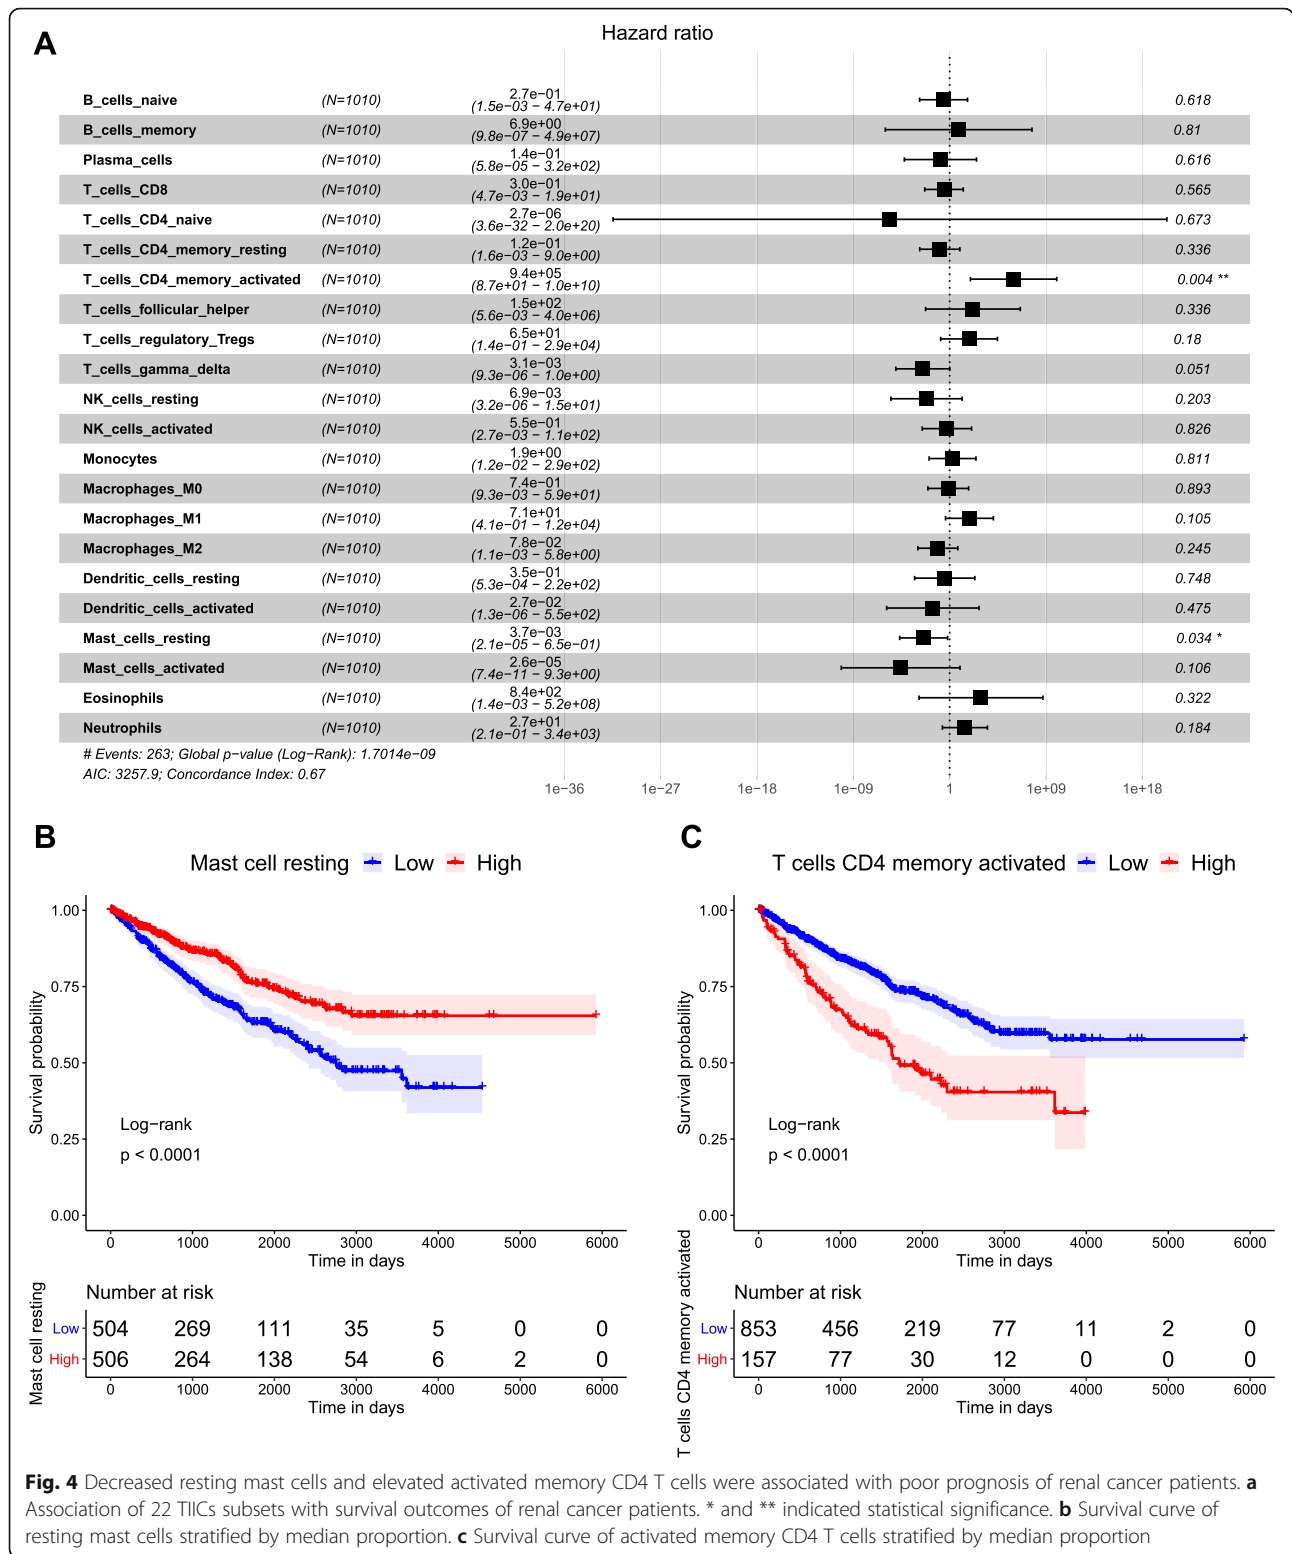 A
Hazard ratio
B_cells_naive (N=1010) 2.7e−01 (1.5e−03 − 4.7e+01) 0.618
B_cells_memory (N=1010) 6.9e+00 (9.8e−07 − 4.9e+07) 0.81
Plasma_cells (N=1010) 1.4e−01 (5.8e−05 − 3.2e+02) 0.616
T_cells_CD8 (N=1010) 3.0e−01 (4.7e−03 − 1.9e+01) 0.565
T_cells_CD4_naive (N=1010) 2.7e−06 (3.6e−32 − 2.0e+20) 0.673
T_cells_CD4_memory_resting (N=1010) 1.2e−01 (1.6e−03 − 9.0e+00) 0.336
T_cells_CD4_memory_activated (N=1010) 9.4e+05 (8.7e+01 − 1.0e+10) 0.004 **
T_cells_follicular_helper (N=1010) 1.5e+02 (5.6e−03 − 4.0e+06) 0.336
T_cells_regulatory_Tregs (N=1010) 6.5e+01 (1.4e−01 − 2.9e+04) 0.18
T_cells_gamma_delta (N=1010) 3.1e−03 (9.3e−06 − 1.0e+00) 0.051
NK_cells_resting (N=1010) 6.9e−03 (3.2e−06 − 1.5e+01) 0.203
NK_cells_activated (N=1010) 5.5e−01 (2.7e−03 − 1.1e+02) 0.826
Monocytes (N=1010) 1.9e+00 (1.2e−02 − 2.9e+02) 0.811
Macrophages_M0 (N=1010) 7.4e−01 (9.3e−03 − 5.9e+01) 0.893
Macrophages_M1 (N=1010) 7.1e+01 (4.1e−01 − 1.2e+04) 0.105
Macrophages_M2 (N=1010) 7.8e−02 (1.1e−03 − 5.8e+00) 0.245
Dendritic_cells_resting (N=1010) 3.5e−01 (5.3e−04 − 2.2e+02) 0.748
Dendritic_cells_activated (N=1010) 2.7e−02 (1.3e−06 − 5.5e+02) 0.475
Mast_cells_resting (N=1010) 3.7e−03 (2.1e−05 − 6.5e−01) 0.034 *
Mast_cells_activated (N=1010) 2.6e−05 (7.4e−11 − 9.3e+00) 0.106
Eosinophils (N=1010) 8.4e+02 (1.4e−03 − 5.2e+08) 0.322
Neutrophils (N=1010) 2.7e+01 (2.1e−01 − 3.4e+03) 0.184
# Events: 263; Global p−value (Log−Rank): 1.7014e−09
AIC: 3257.9; Concordance Index: 0.67
1e−36 1e−27 1e−18 1e−09 1 1e+09 1e+18
B
Mast cell resting Low High
Survival probability
1.00
0.75
0.50
0.25
0.00
Log−rank
p < 0.0001
0 1000 2000 3000 4000 5000 6000
Time in days
Mast cell resting
Number at risk
Low 504 269 111 35 5 0 0
High 506 264 138 54 6 2 0
0 1000 2000 3000 4000 5000 6000
Time in days
C
T cells CD4 memory activated Low High
Survival probability
1.00
0.75
0.50
0.25
0.00
Log−rank
p < 0.0001
0 1000 2000 3000 4000 5000 6000
Time in days
T cells CD4 memory activated
Number at risk
Low 853 456 219 77 11 2 0
High 157 77 30 12 0 0 0
0 1000 2000 3000 4000 5000 6000
Time in days
Fig. 4 Decreased resting mast cells and elevated activated memory CD4 T cells were associated with poor prognosis of renal cancer patients. a
Association of 22 TIICs subsets with survival outcomes of renal cancer patients. * and ** indicated statistical significance. b Survival curve of
resting mast cells stratified by median proportion. c Survival curve of activated memory CD4 T cells stratified by median proportion